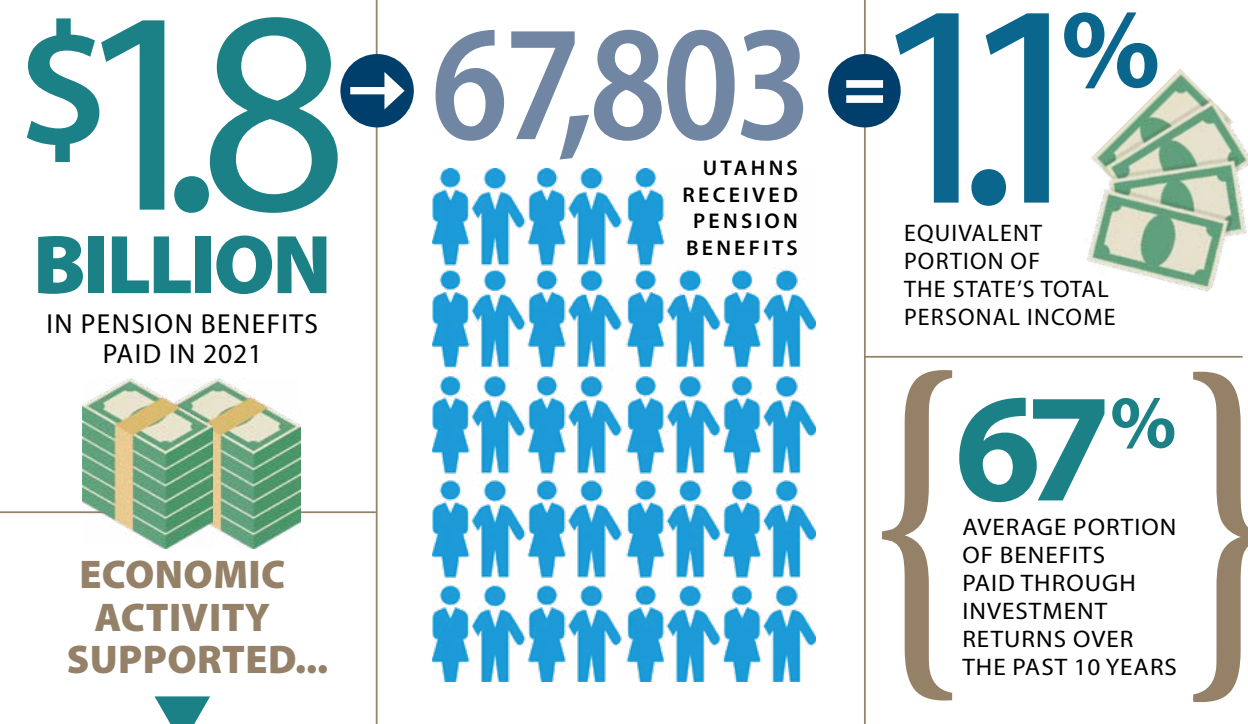 $1.8
BILLION
IN PENSION BENEFITS
PAID IN 2021
ECONOMIC
ACTIVITY
SUPPORTED...
67,803
UTAHNS
RECEIVED
PENSION
BENEFITS
=
1.1%
EQUIVALENT
PORTION OF
THE STATE'S TOTAL
PERSONAL INCOME
67%
AVERAGE PORTION
OF BENEFITS
PAID THROUGH
INVESTMENT
RETURNS OVER
THE PAST 10 YEARS